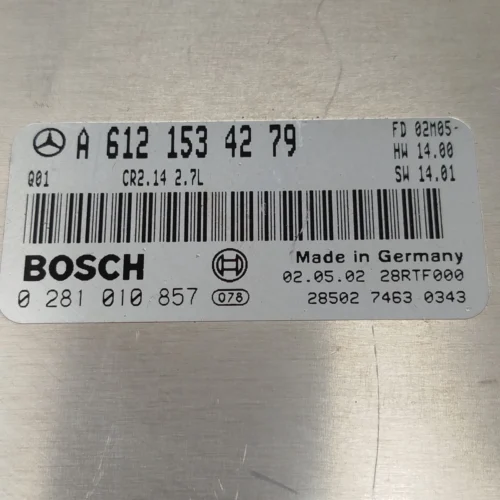 A 612 153 42 79
FD 02M05-
HW 14.00
Q01 CR2.14 2.7L
SW 14.01
BOSCH
Made in Germany
02.05.02 28RTF000
0 281 010 857 078
28502 7463 0343